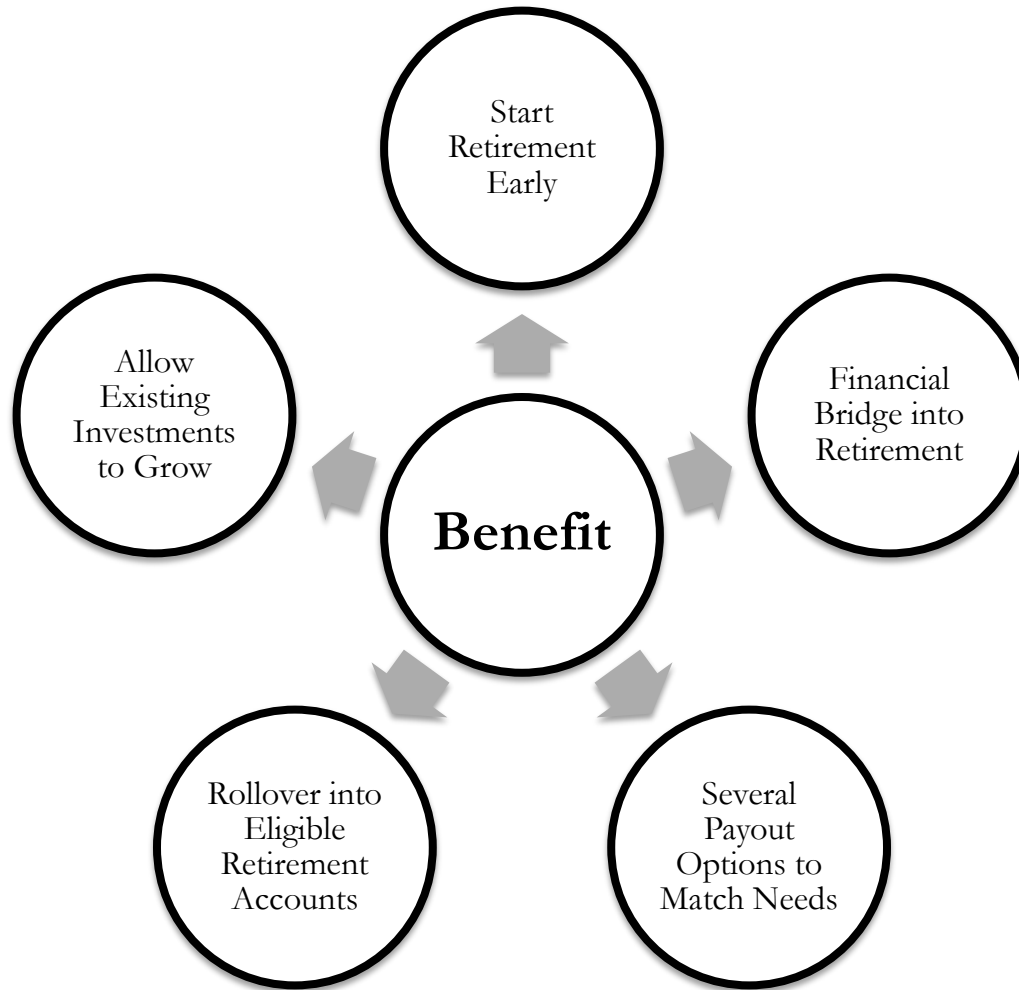 Start
Retirement
Early
Allow
Existing
Investments
to Grow
Financial
Bridge into
Retirement
Benefit
Rollover into
Eligible
Retirement
Accounts
Several
Payout
Options to
Match Needs